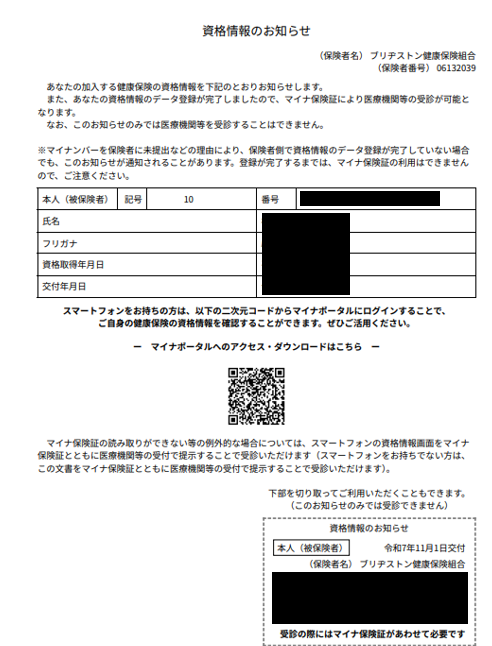 資格情報のお知らせ
（保険者名） ブリヂストン健康保険組合
（保険者番号） 06132039
あなたの加入する健康保険の資格情報を下記のとおりお知らせします。
また、あなたの資格情報のデータ登録が完了しましたので、マイナ保険証により医療機関等の受診が可能と
なります。
なお、このお知らせのみでは医療機関等を受診することはできません。
※マイナンバーを保険者に未提出などの理由により、保険者側で資格情報のデータ登録が完了していない場合
でも、このお知らせが通知されることがあります。登録が完了するまでは、マイナ保険証の利用はできません
ので、ご注意ください。
本人（被保険者） 記号 10 番号
氏名
フリガナ
資格取得年月日
交付年月日
スマートフォンをお持ちの方は、以下の二次元コードからマイナポータルにログインすることで、
ご自身の健康保険の資格情報を確認することができます。ぜひご活用ください。
ー マイナポータルへのアクセス・ダウンロードはこちら ー
マイナ保険証の読み取りができない等の例外的な場合については、スマートフォンの資格情報画面をマイナ
保険証とともに医療機関等の受付で提示することで受診いただけます（スマートフォンをお持ちでない方は、
この文書をマイナ保険証とともに医療機関等の受付で提示することで受診いただけます）。
下部を切り取ってご利用いただくこともできます。
（このお知らせのみでは受診できません）
資格情報のお知らせ
本人（被保険者） 令和7年11月1日交付
（保険者名） ブリヂストン健康保険組合
受診の際にはマイナ保険証があわせて必要です